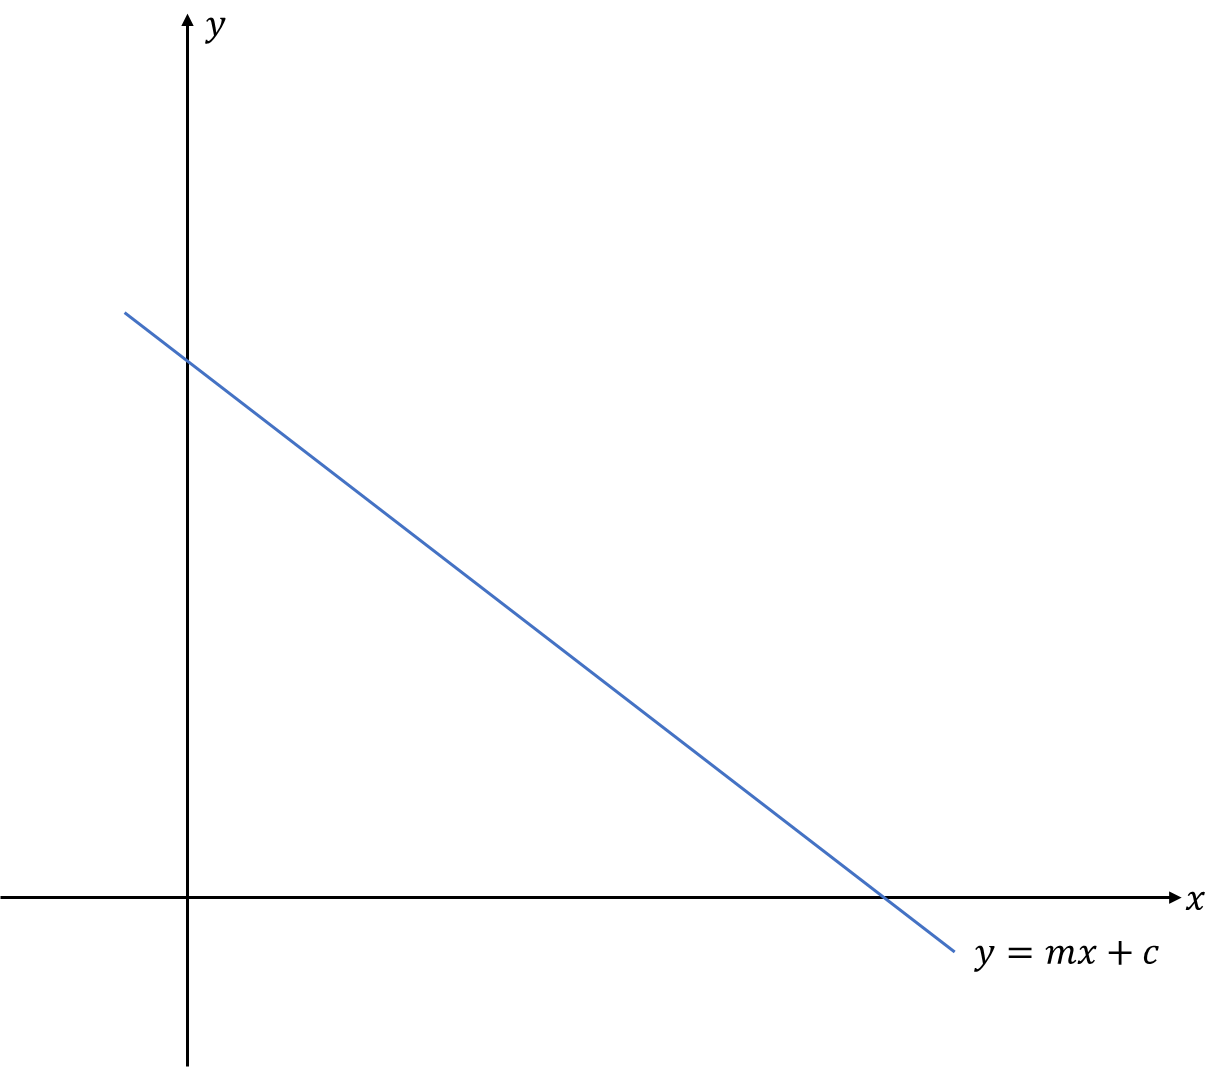 y
x
y = mx + c